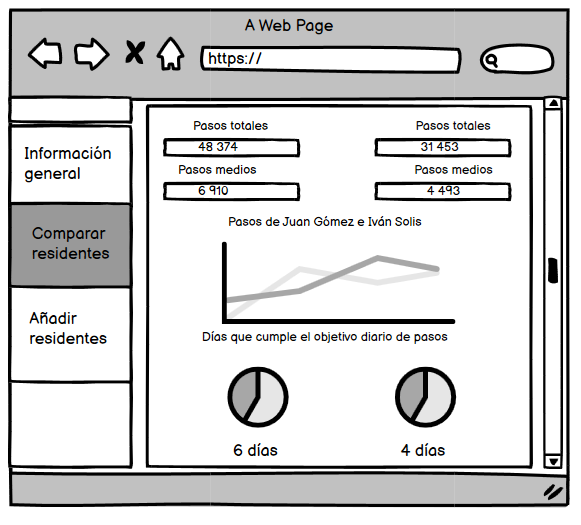 A Web Page
https://
Información
general
Comparar
residentes
Añadir
residentes
Pasos totales
Pasos totales
48 374
31 453
Pasos medios
Pasos medios
6 910
4 493
Pasos de Juan Gómez e Iván Solis
Días que cumple el objetivo diario de pasos
6 días
4 días